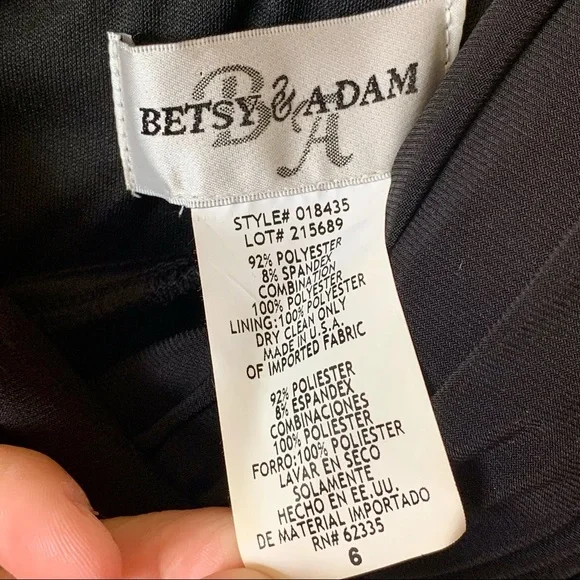 BETSY & ADAM
B
A
STYLE# 018435
LOT# 215689
92% POLYESTER
8% SPANDEX
COMBINATION
100% POLYESTER
LINING:100% POLYESTER
DRY CLEAN ONLY
MADE IN U.S.A.
OF IMPORTED FABRIC
92% POLIESTER
8% ESPANDEX
COMBINACIONES
100% POLIESTER
FORRO:100% POLIESTER
LAVAR EN SECO
SOLAMENTE
HECHO EN EE.UU.
DE MATERIAL IMPORTADO
RN# 62335
6